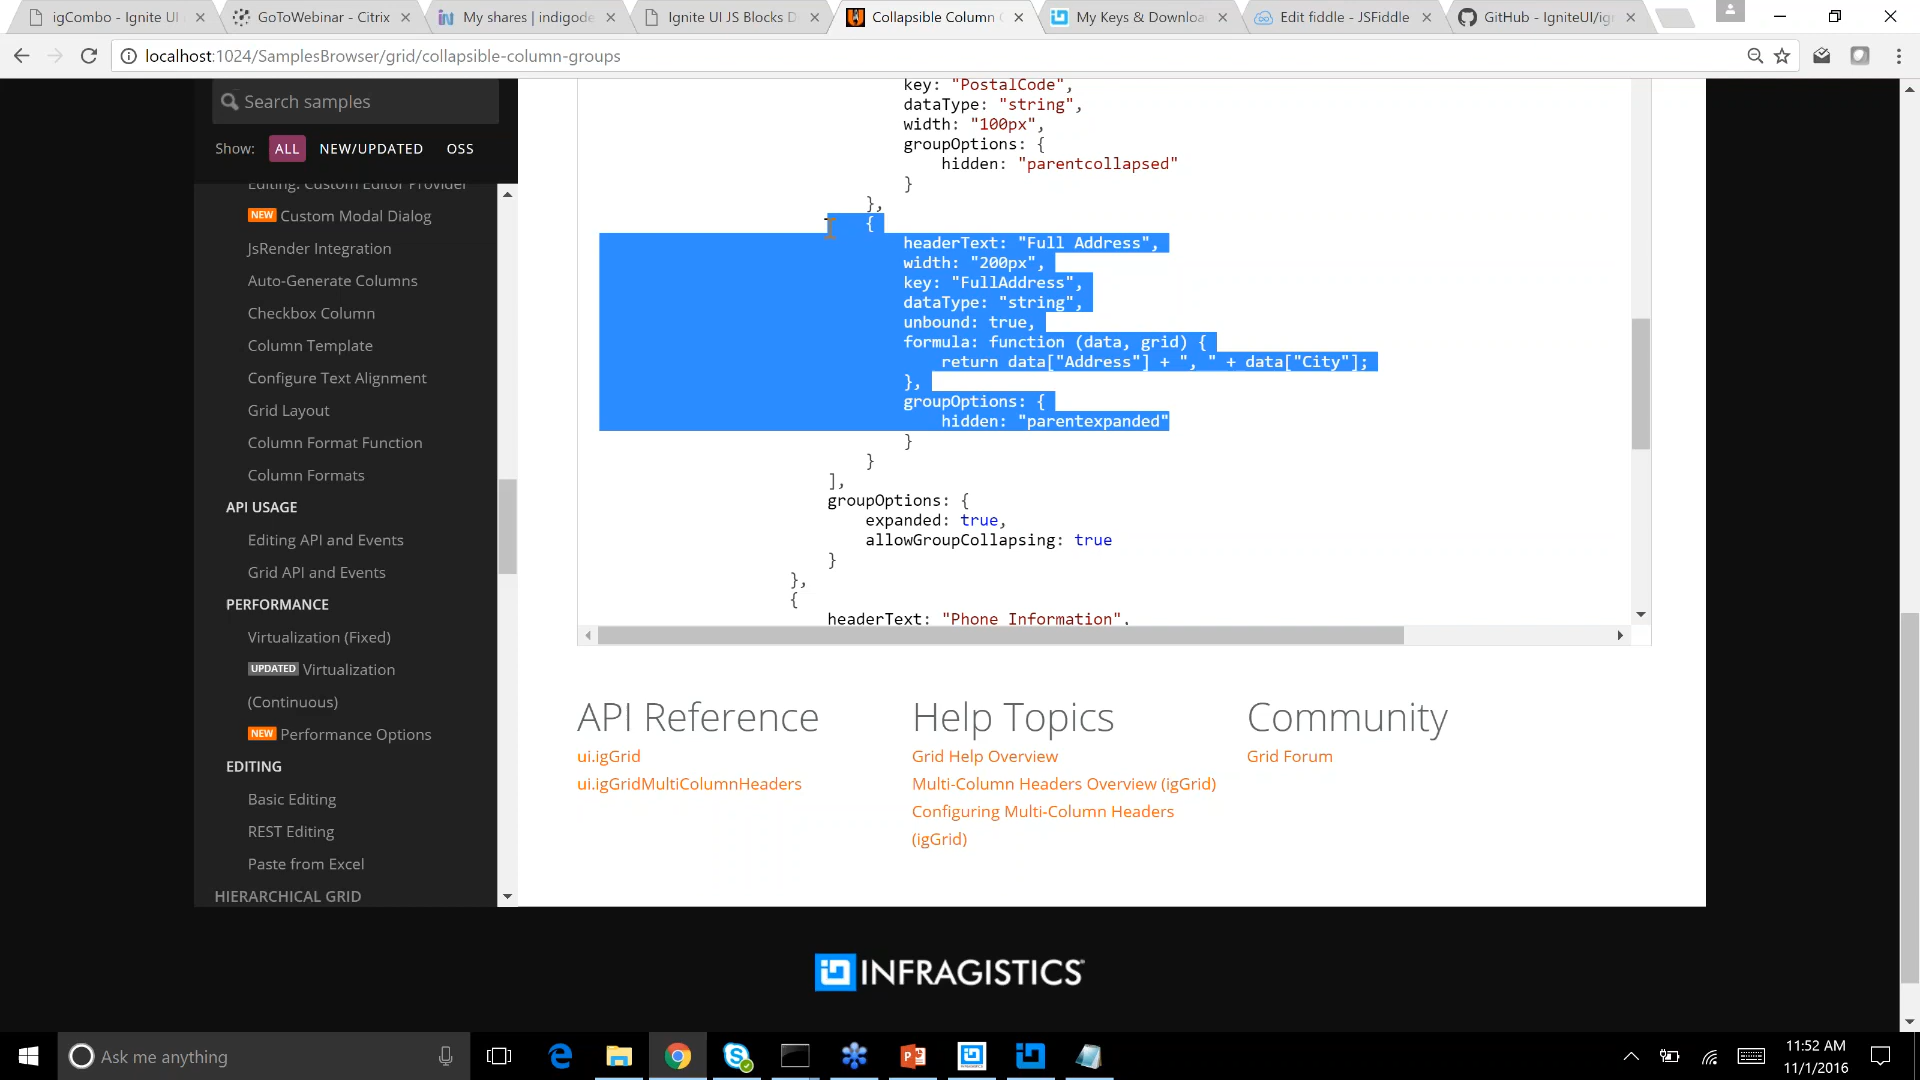 igCombo - Ignite UI
GoToWebinar - Citrix
My shares | indigode
Ignite UI JS Blocks D
Collapsible Column
My Keys & Downloa
Edit fiddle - JSFiddle
GitHub - IgniteUI/ig
localhost:1024/SamplesBrowser/grid/collapsible-column-groups
Search samples
Show: ALL NEW/UPDATED OSS
Editing: Custom Editor Provider
NEW Custom Modal Dialog
JsRender Integration
Auto-Generate Columns
Checkbox Column
Column Template
Configure Text Alignment
Grid Layout
Column Format Function
Column Formats
API USAGE
Editing API and Events
Grid API and Events
PERFORMANCE
Virtualization (Fixed)
UPDATED Virtualization
(Continuous)
NEW Performance Options
EDITING
Basic Editing
REST Editing
Paste from Excel
HIERARCHICAL GRID
key: "PostalCode",
dataType: "string",
width: "100px",
groupOptions: {
hidden: "parentcollapsed"
}
},
{
headerText: "Full Address",
width: "200px",
key: "FullAddress",
dataType: "string",
unbound: true,
formula: function (data, grid) {
return data["Address"] + ", " + data["City"];
},
groupOptions: {
hidden: "parentexpanded"
}
}
],
groupOptions: {
expanded: true,
allowGroupCollapsing: true
}
},
{
headerText: "Phone Information",
API Reference
ui.igGrid
ui.igGridMultiColumnHeaders
Help Topics
Grid Help Overview
Multi-Column Headers Overview (igGrid)
Configuring Multi-Column Headers
(igGrid)
Community
Grid Forum
INFRAGISTICS
Ask me anything
11:52 AM
11/1/2016